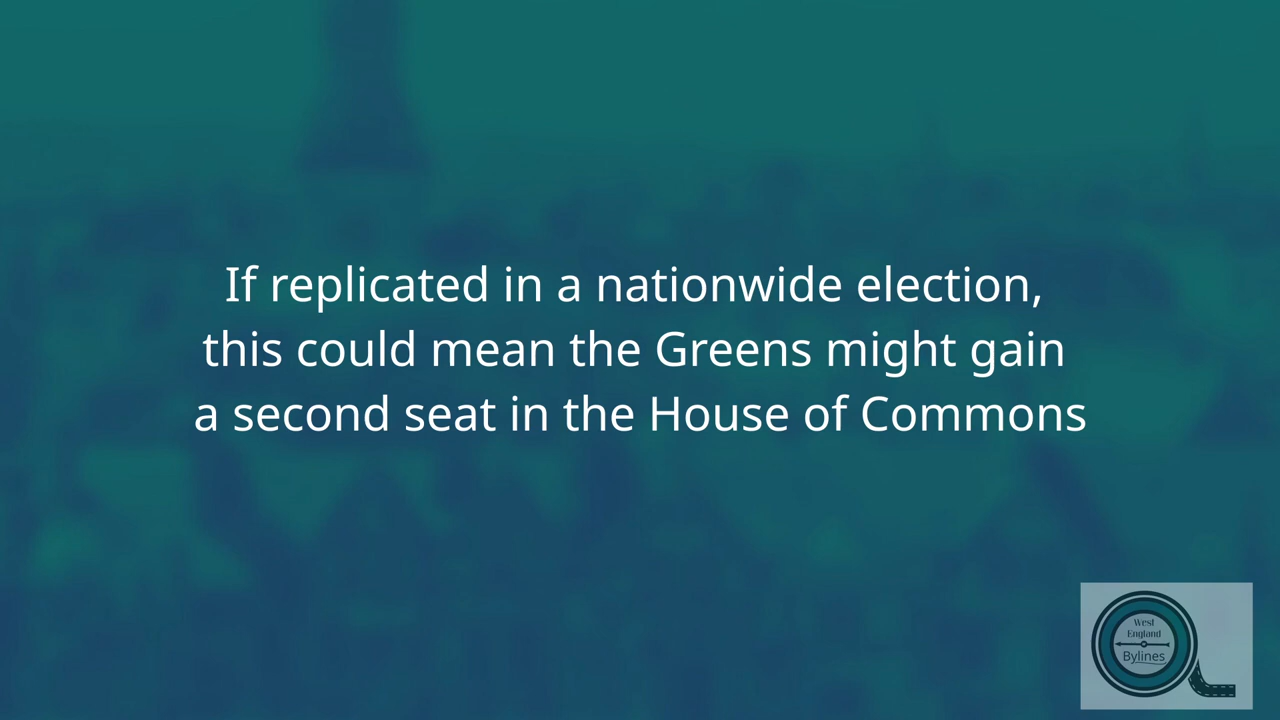 If replicated in a nationwide election,
this could mean the Greens might gain
a second seat in the House of Commons
West
England
Bylines